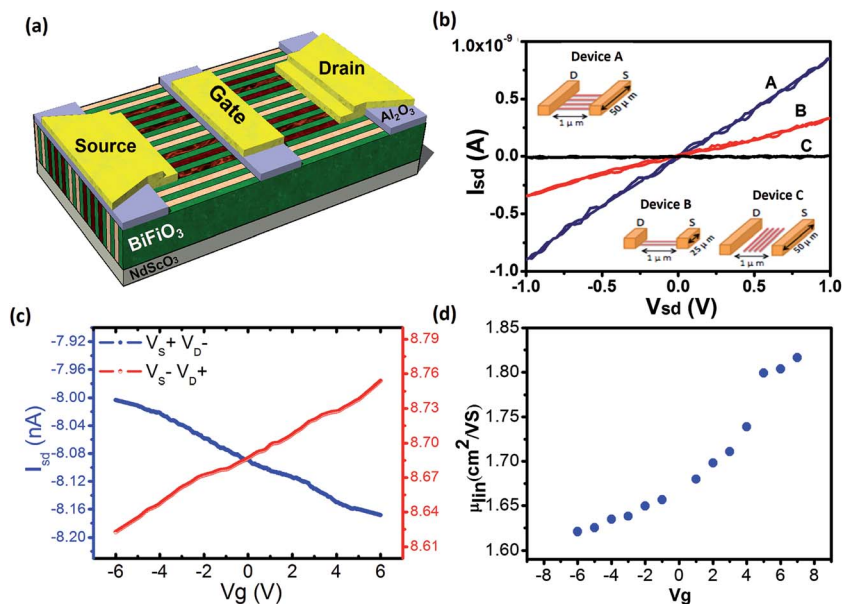 (a)
Source
Gate
Drain
Al₂O₃
BiFiO₃
NdScO₃
(b)
1.0x10⁻⁹
0.5
0.0
-0.5
-1.0
Isd (A)
-1.0
-0.5
0.0
0.5
1.0
Vsd (V)
Device A
D
S
1 μ m
50 μ m
A
B
C
Device B
D
S
1 μ m
25 μ m
Device C
D
S
1 μ m
50 μ m
(c)
-7.92
-7.96
-8.00
-8.04
-8.08
-8.12
-8.16
-8.20
Isd (nA)
VS+ VD-
VS- VD+
8.79
8.76
8.73
8.70
8.67
8.64
8.61
-6
-4
-2
0
2
4
6
Vg (V)
(d)
1.85
1.80
1.75
1.70
1.65
1.60
μlin(cm²/VS)
-8
-6
-4
-2
0
2
4
6
8
Vg